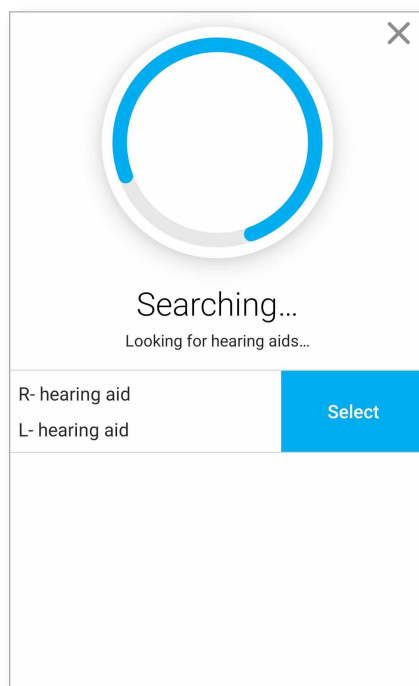 Searching...
Looking for hearing aids...
R- hearing aid
L- hearing aid
Select